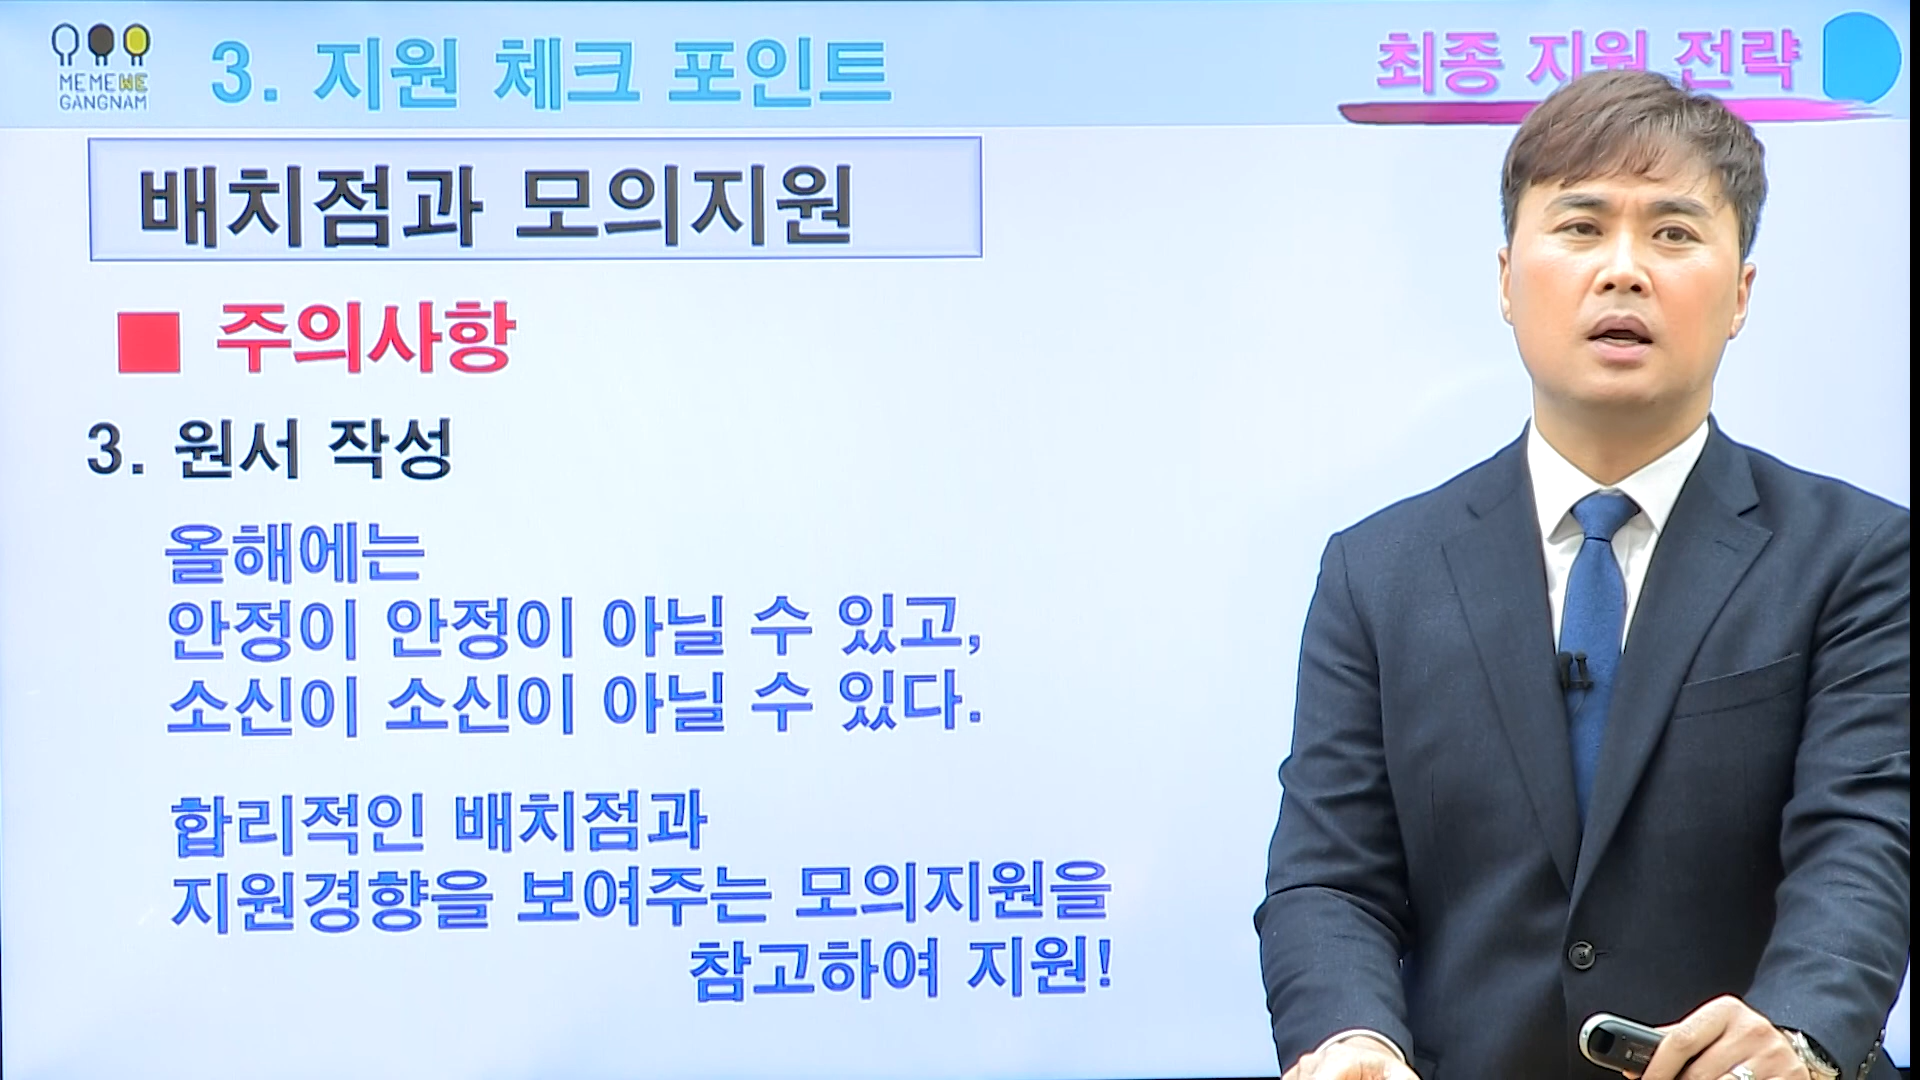 MEMEWE
GANGNAM
3. 지원 체크 포인트
최종 지원 전략
배치점과 모의지원
■ 주의사항
3. 원서 작성
올해에는
안정이 안정이 아닐 수 있고,
소신이 소신이 아닐 수 있다.
합리적인 배치점과
지원경향을 보여주는 모의지원을
참고하여 지원!